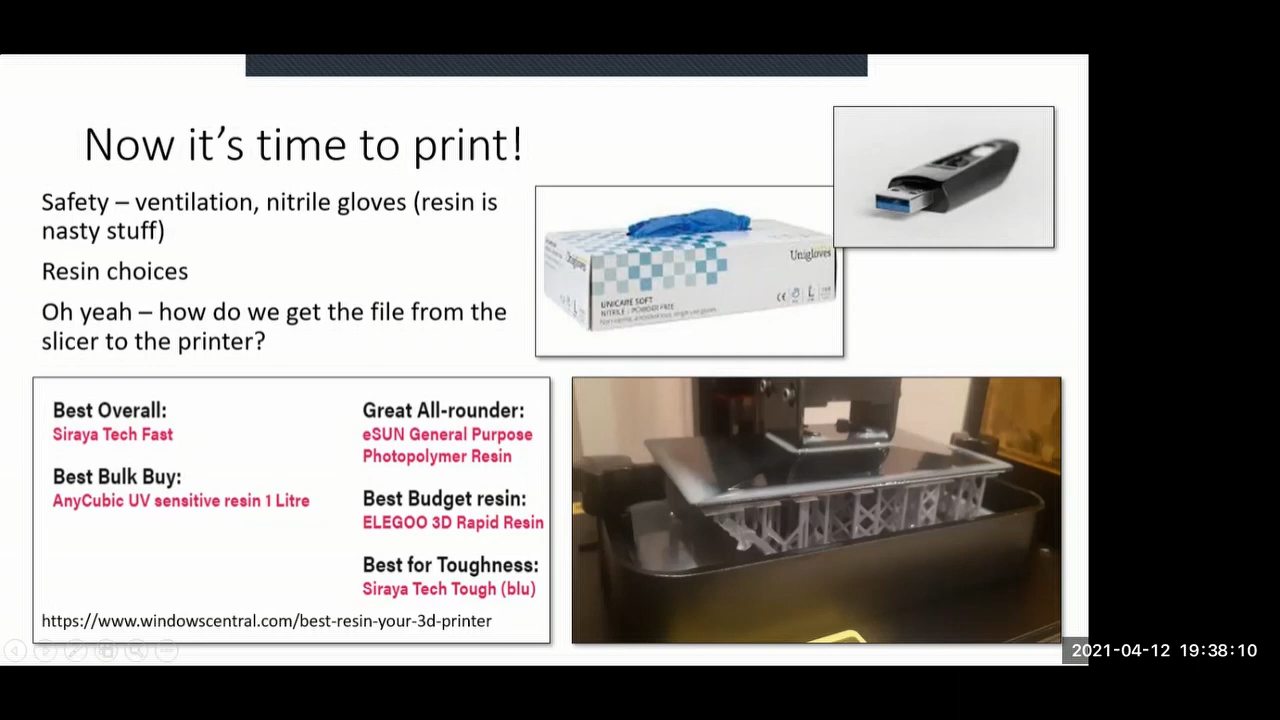 Now it's time to print!
Safety – ventilation, nitrile gloves (resin is
nasty stuff)
Resin choices
Oh yeah – how do we get the file from the
slicer to the printer?
Unigloves
UNICARE SOFT
NITRILE / POWDER FREE
L
Best Overall:
Siraya Tech Fast
Best Bulk Buy:
AnyCubic UV sensitive resin 1 Litre
Great All-rounder:
eSUN General Purpose
Photopolymer Resin
Best Budget resin:
ELEGOO 3D Rapid Resin
Best for Toughness:
Siraya Tech Tough (blu)
https://www.windowscentral.com/best-resin-your-3d-printer
2021-04-12 19:38:10